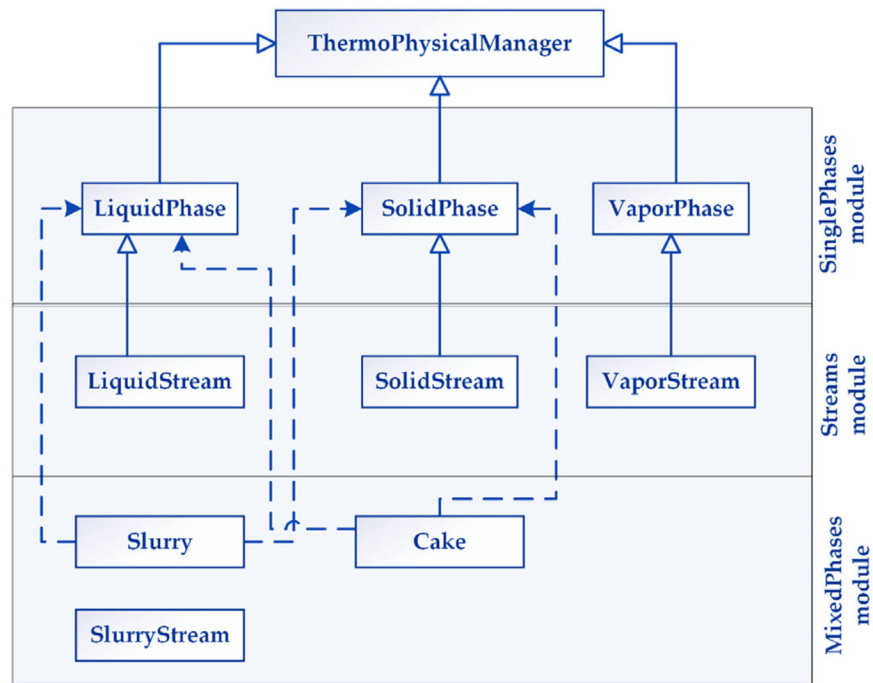 ThermoPhysicalManager
LiquidPhase
SolidPhase
VaporPhase
SinglePhases
module
LiquidStream
SolidStream
VaporStream
Streams
module
Slurry
Cake
SlurryStream
MixedPhases
module